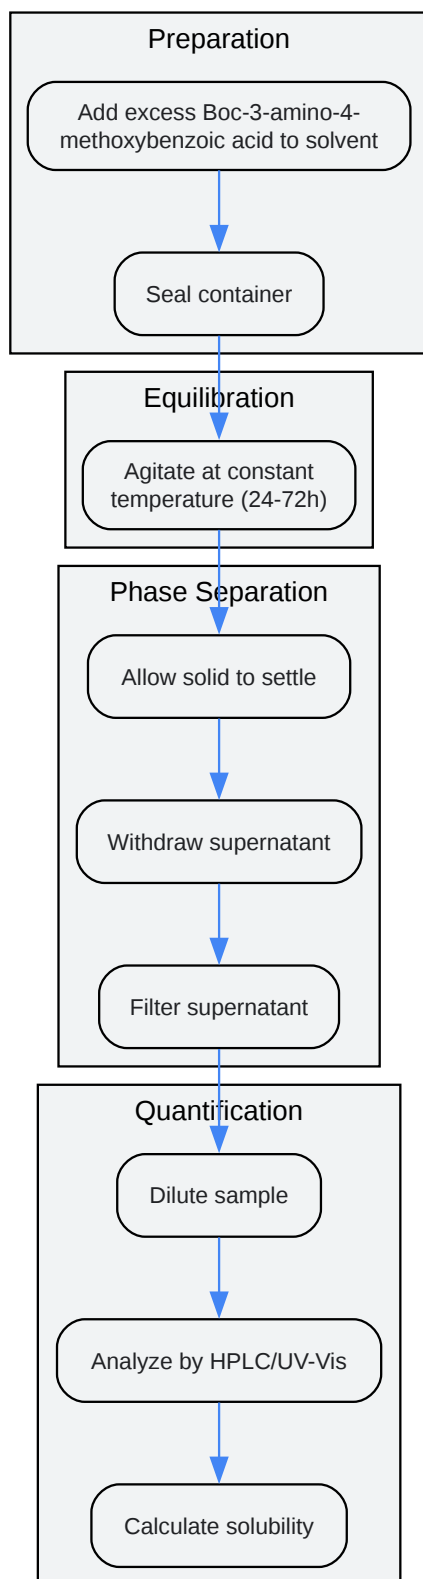 Preparation
Add excess Boc-3-amino-4-
methoxybenzoic acid to solvent
Seal container
Equilibration
Agitate at constant
temperature (24-72h)
Phase Separation
Allow solid to settle
Withdraw supernatant
Filter supernatant
Quantification
Dilute sample
Analyze by HPLC/UV-Vis
Calculate solubility